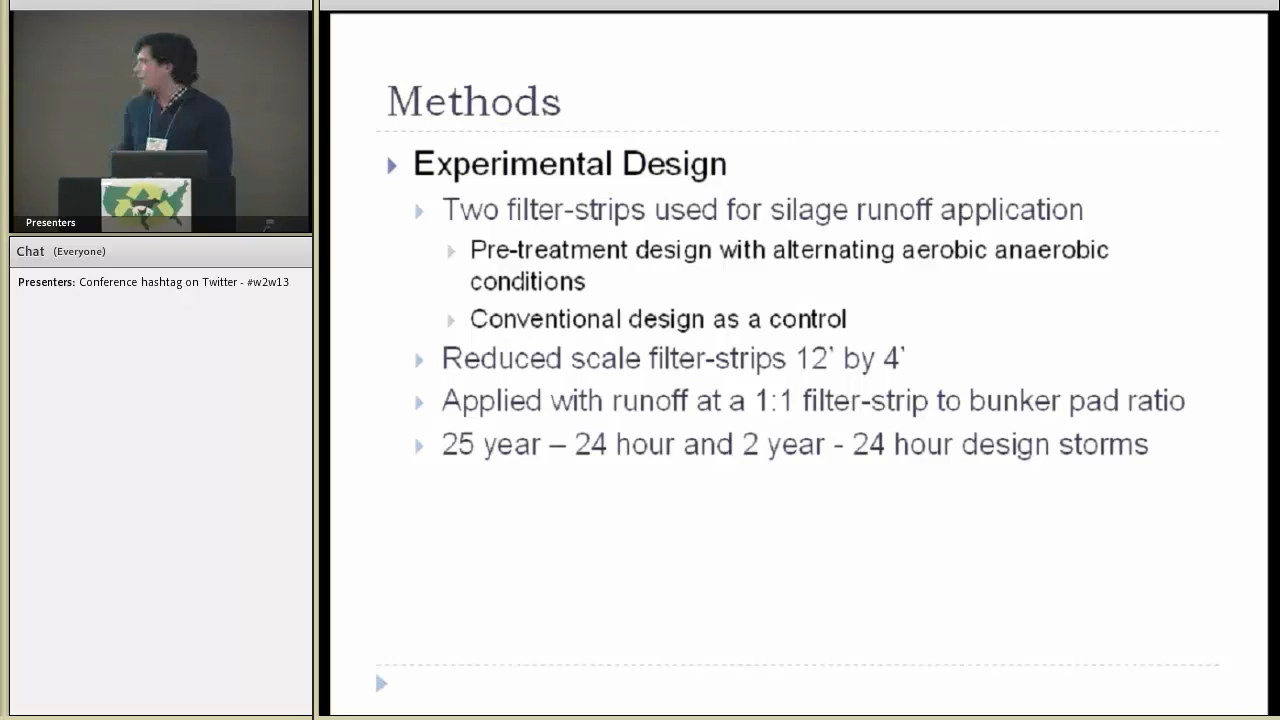 Presenters
Chat (Everyone)
Presenters: Conference hashtag on Twitter - #w2w13
Methods
Experimental Design
Two filter-strips used for silage runoff application
Pre-treatment design with alternating aerobic anaerobic
conditions
Conventional design as a control
Reduced scale filter-strips 12' by 4'
Applied with runoff at a 1:1 filter-strip to bunker pad ratio
25 year – 24 hour and 2 year - 24 hour design storms